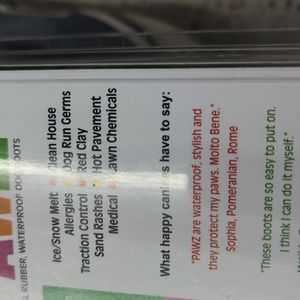 RUBBER. WATERPROOF DOG BOOTS
Ice/Snow Melt • Clean House
Allergies • Dog Run Germs
Traction Control • Red Clay
Sand Rashes • Hot Pavement
Medical • Lawn Chemicals
What happy canines have to say:
"PAWZ are waterproof, stylish and
they protect my paws. Molto Bene."
Sophia, Pomeranian, Rome
"These boots are so easy to put on.
I think I can do it myself."